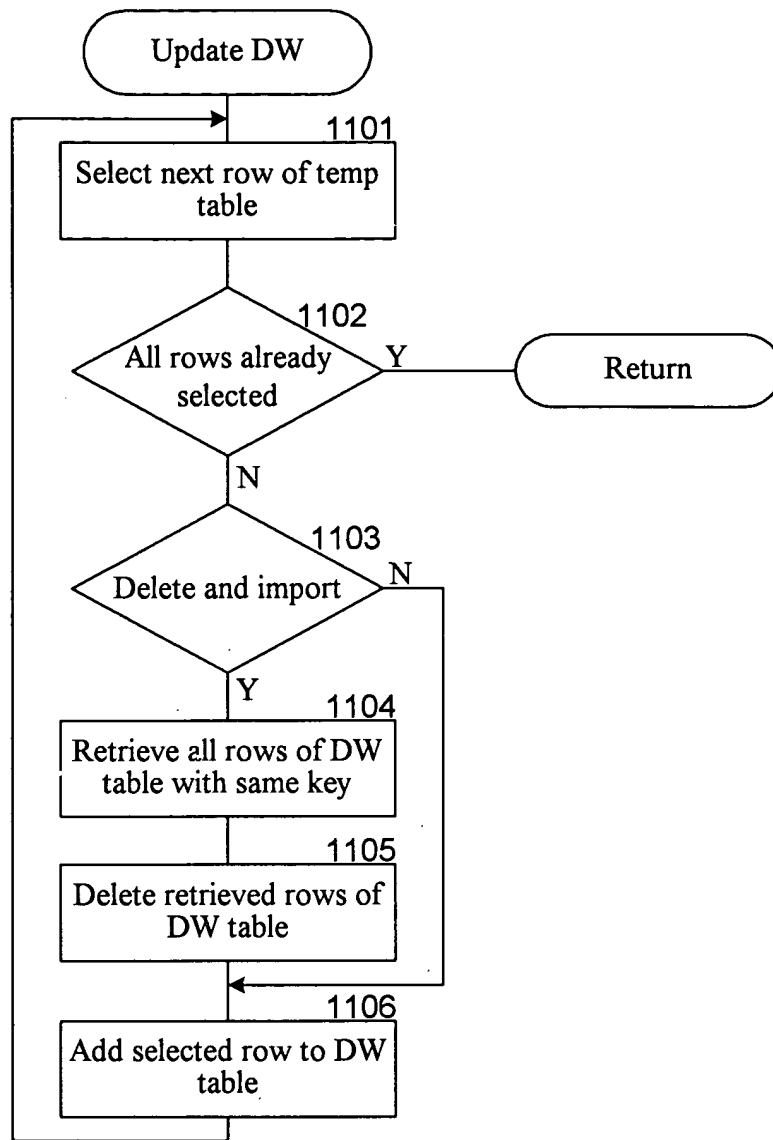 Update DW
1101
Select next row of temp
table
1102
All rows already
selected
Y
Return
N
1103
Delete and import
N
Y
1104
Retrieve all rows of DW
table with same key
1105
Delete retrieved rows of
DW table
1106
Add selected row to DW
table